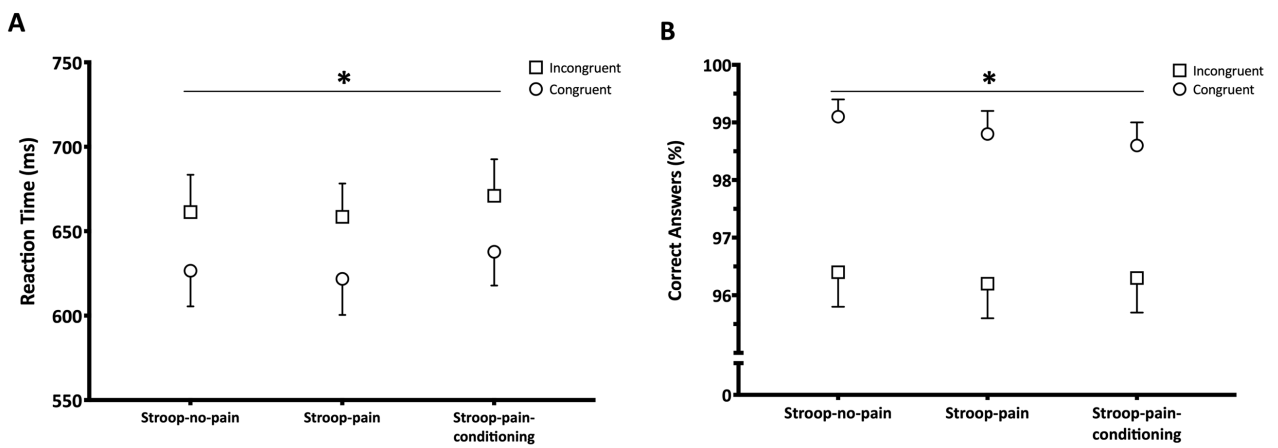 A
750
700
650
600
550
Reaction Time (ms)
*
Incongruent
Congruent
Stroop-no-pain
Stroop-pain
Stroop-pain-
conditioning
B
100
99
98
97
96
0
Correct Answers (%)
*
Incongruent
Congruent
Stroop-no-pain
Stroop-pain
Stroop-pain-
conditioning